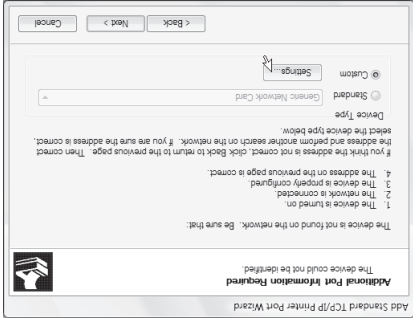 Add Standard TCP/IP Printer Port Wizard
Additional Port Information Required
The device could not be identified.
The device is not found on the network. Be sure that:
1. The device is turned on.
2. The network is connected.
3. The device is properly configured.
4. The address on the previous page is correct.
If you think the address is not correct, click Back to return to the previous page. Then correct
the address and perform another search on the network. If you are sure the address is correct,
select the device type below.
Device Type
Standard Generic Network Card
Custom Settings...
< Back Next > Cancel